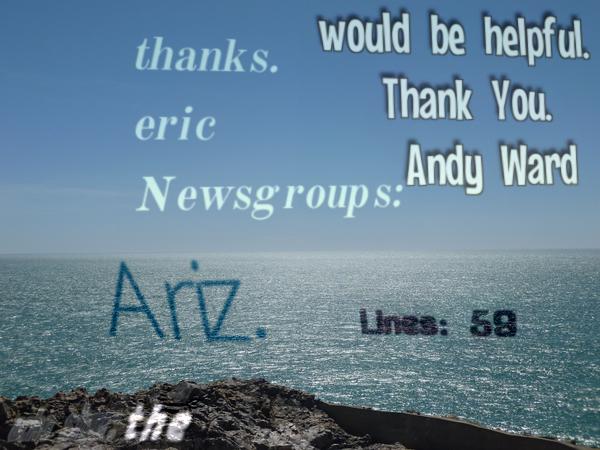 thanks.
eric
Newsgroups:
would be helpful.
Thank You.
Andy Ward
Ariz.
Lines: 58
the